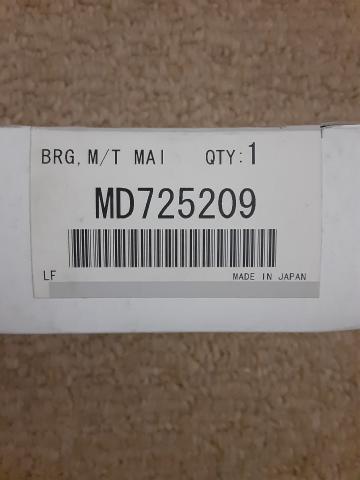 BRG, M/T MAI QTY: 1
MD725209
LF MADE IN JAPAN